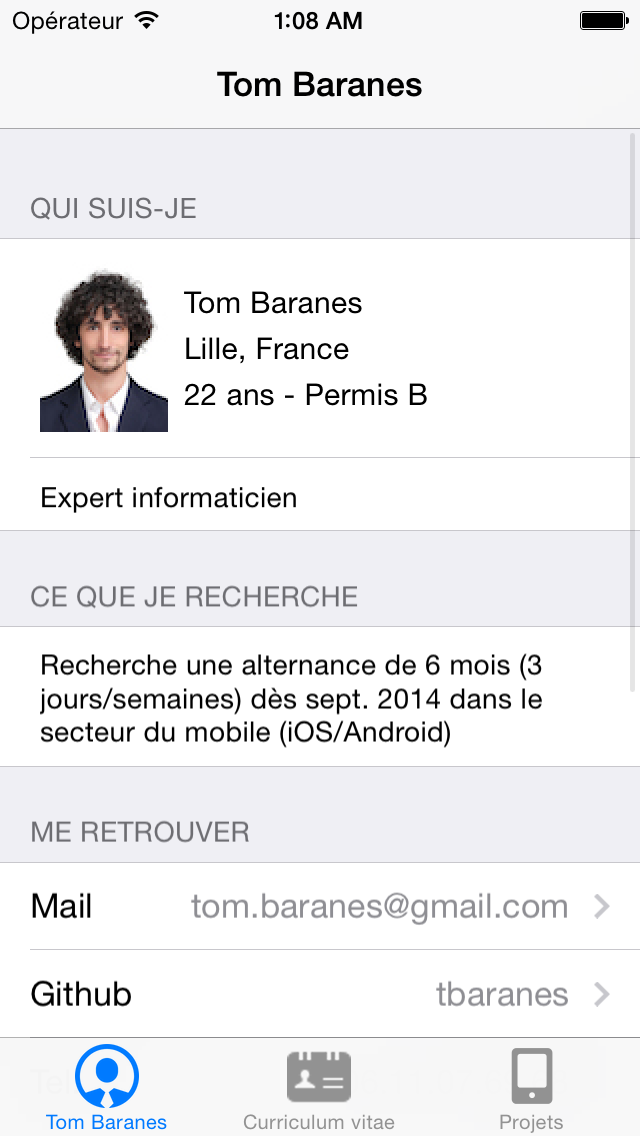 Opérateur 1:08 AM
Tom Baranes
QUI SUIS-JE
Tom Baranes
Lille, France
22 ans - Permis B
Expert informaticien
CE QUE JE RECHERCHE
Recherche une alternance de 6 mois (3
jours/semaines) dès sept. 2014 dans le
secteur du mobile (iOS/Android)
ME RETROUVER
Mail tom.baranes@gmail.com
Github tbaranes
Tom Baranes Curriculum vitae Projets